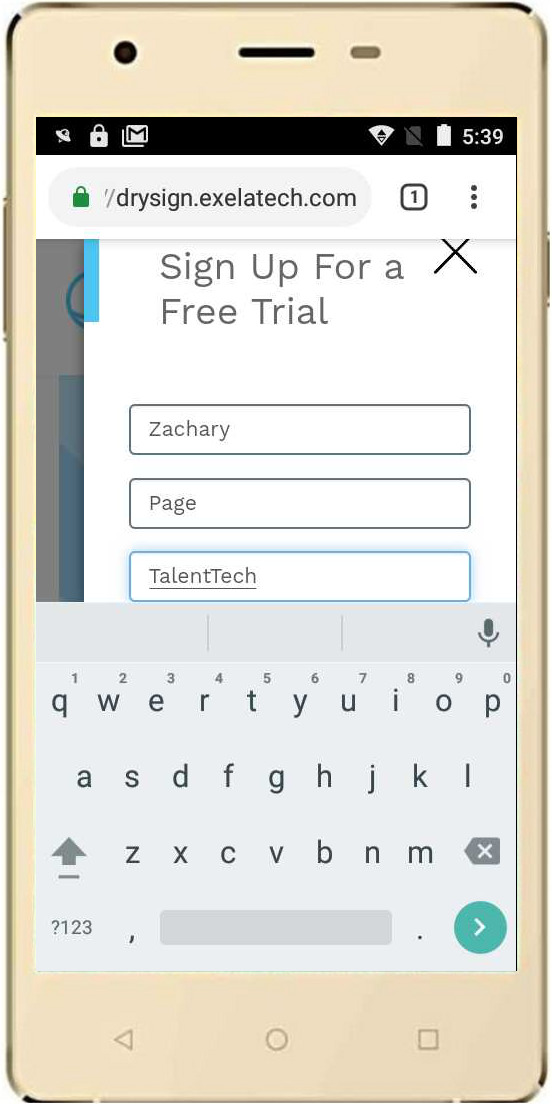 5:39
//drysign.exelatech.com
1
Sign Up For a
Free Trial
Zachary
Page
TalentTech
1 2 3 4 5 6 7 8 9 0
q w e r t y u i o p
a s d f g h j k l
z x c v b n m
?123 , .